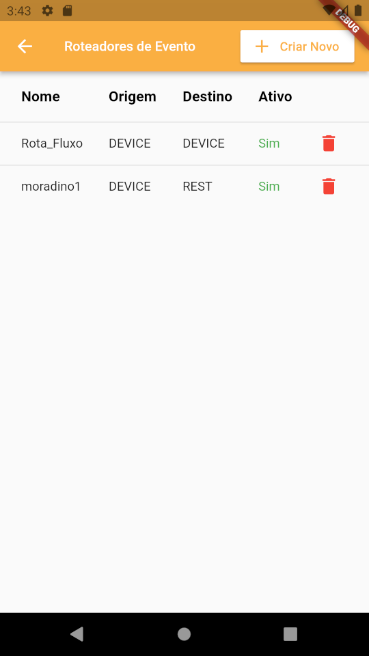 3:43
DEBUG
Roteadores de Evento
Criar Novo
Nome Origem Destino Ativo
Rota_Fluxo DEVICE DEVICE Sim
moradino1 DEVICE REST Sim